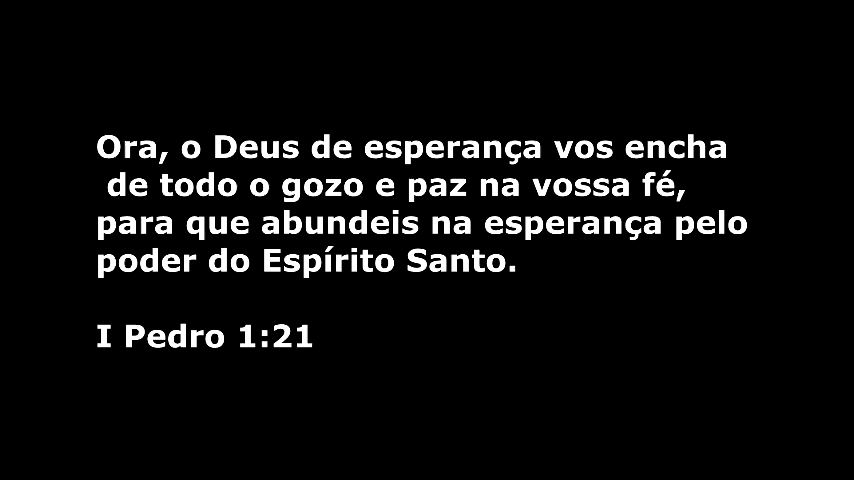 Ora, o Deus de esperança vos encha
de todo o gozo e paz na vossa fé,
para que abundeis na esperança pelo
poder do Espírito Santo.
I Pedro 1:21